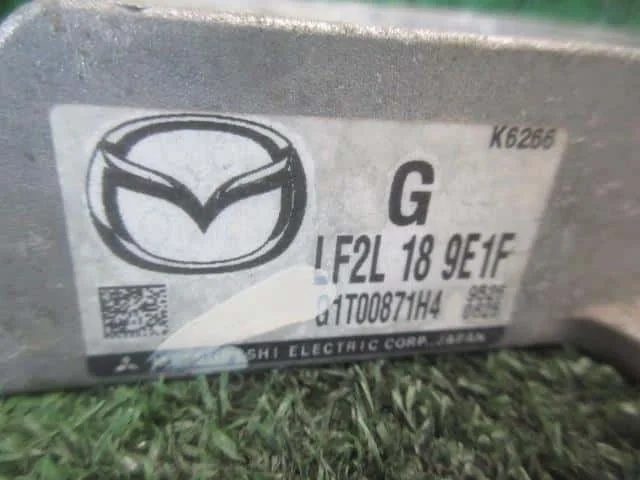 K6266
G
LF2L 18 9E1F
G1T00871H4
ELECTRIC CORP. JAPAN